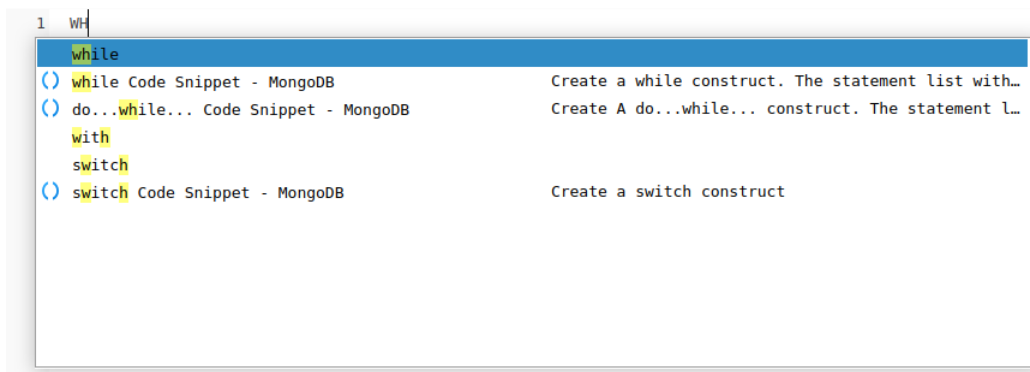 1 WH
while
while Code Snippet - MongoDB Create a while construct. The statement list with…
do...while... Code Snippet - MongoDB Create A do...while... construct. The statement l…
with
switch
switch Code Snippet - MongoDB Create a switch construct